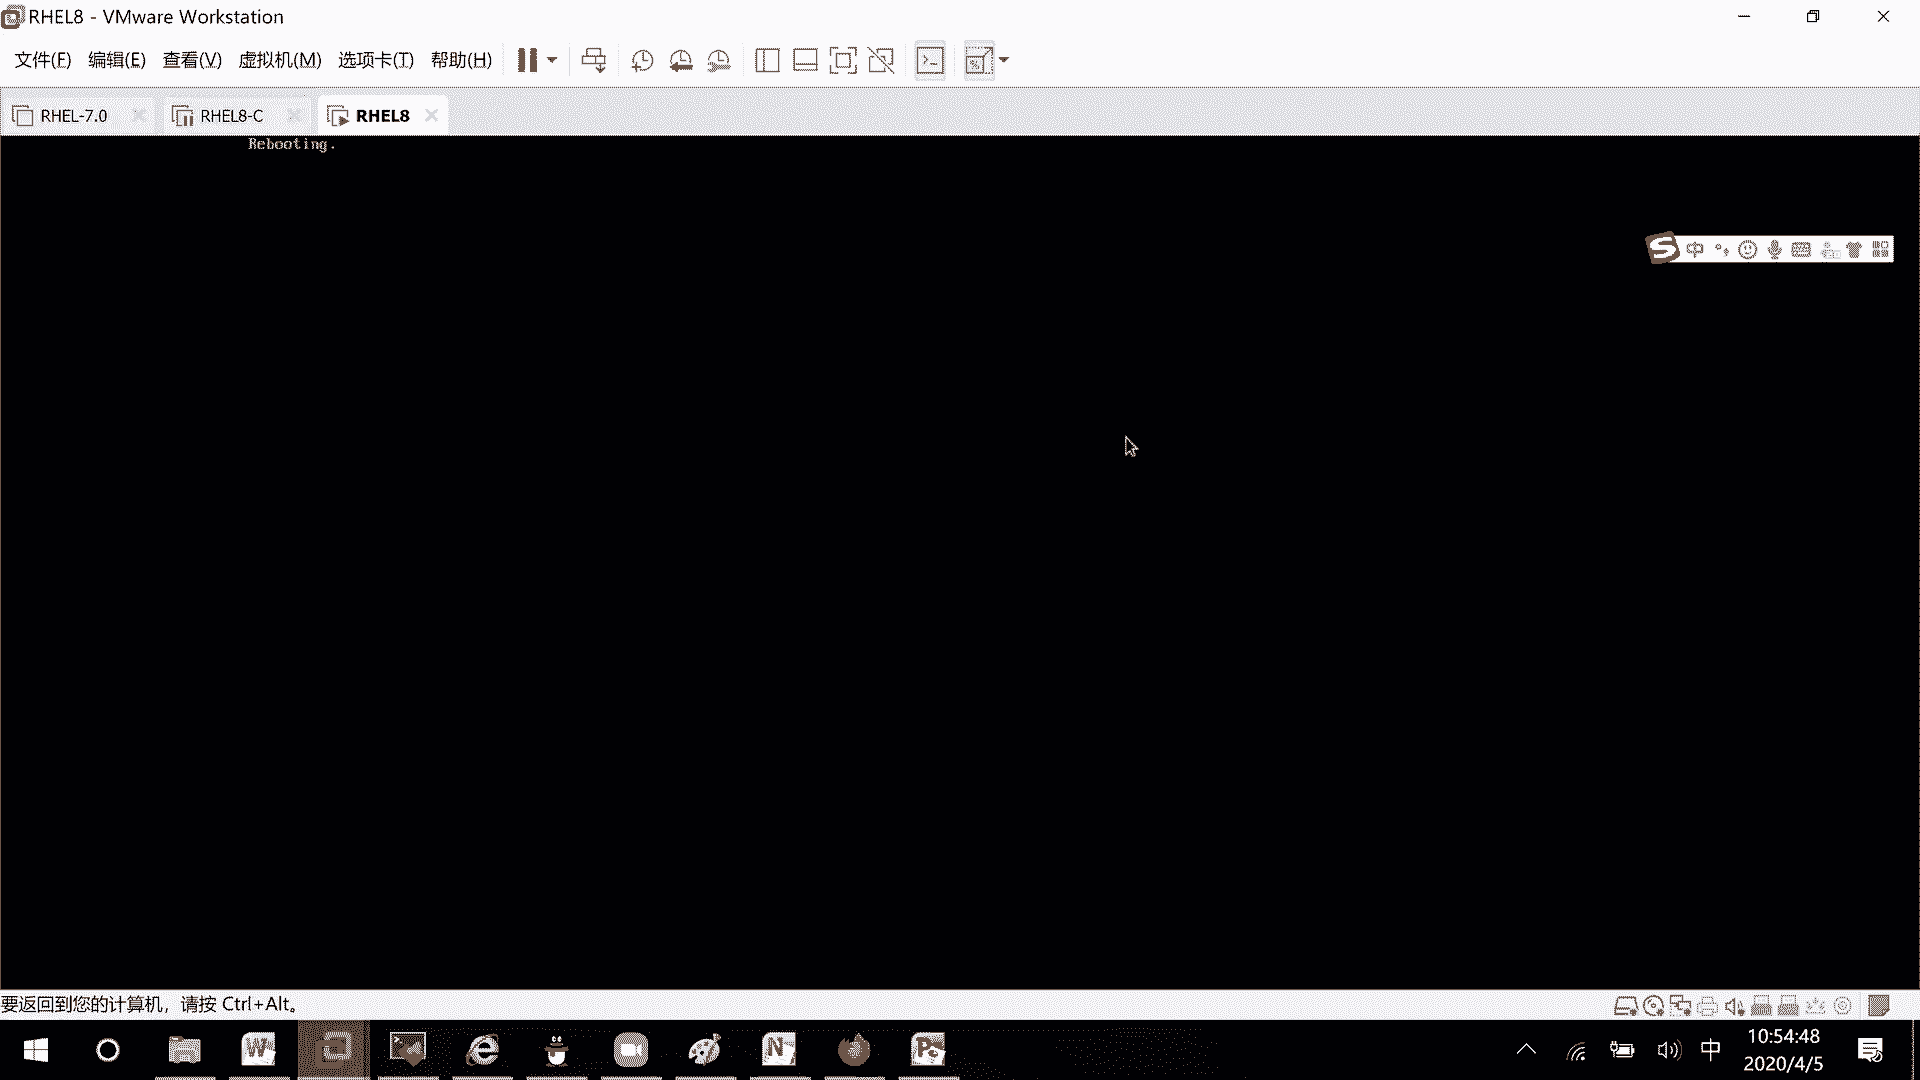 RHEL8 - VMware Workstation
文件(F) 编辑(E) 查看(V) 虚拟机(M) 选项卡(T) 帮助(H)
RHEL-7.0 RHEL8-C RHEL8
Rebooting.
中
要返回到您的计算机，请按 Ctrl+Alt。
中 10:54:48
2020/4/5